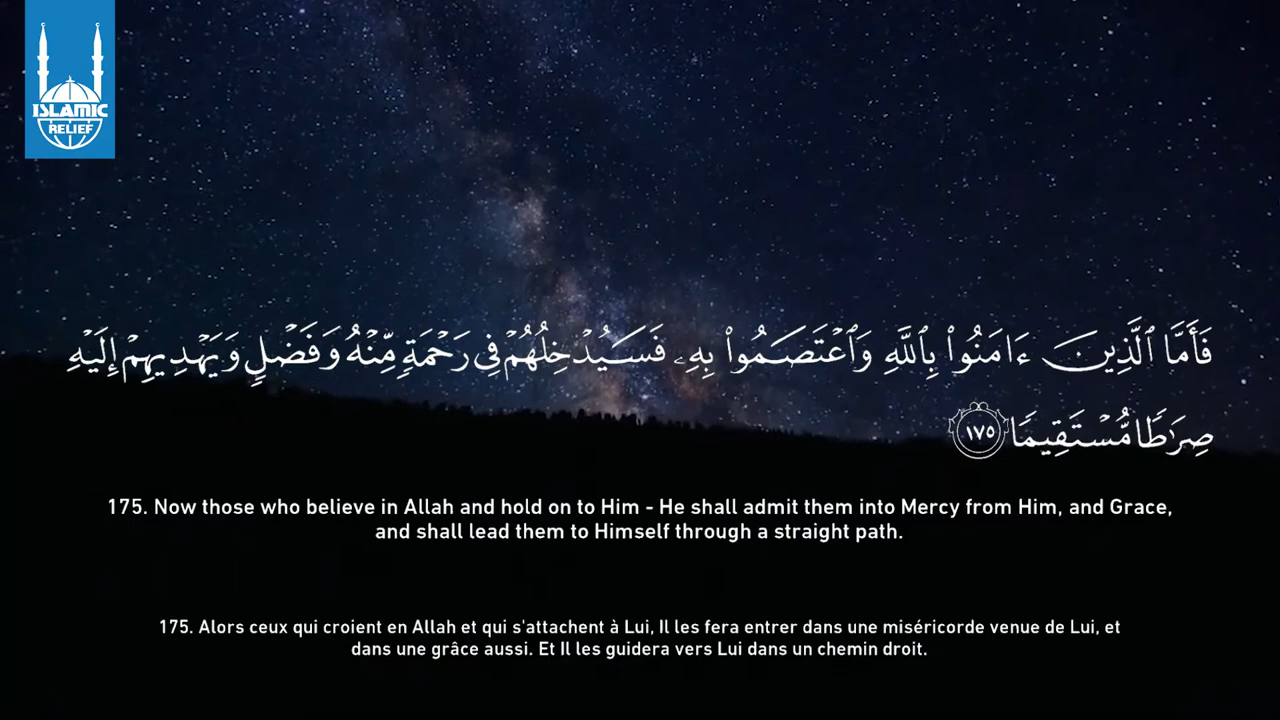 ISLAMIC
RELIEF
فَأَمَّا ٱلَّذِينَ ءَامَنُوا۟ بِٱللَّهِ وَٱعْتَصَمُوا۟ بِهِۦ فَسَيُدْخِلُهُمْ فِى رَحْمَةٍ مِّنْهُ وَفَضْلٍ وَيَهْدِيهِمْ إِلَيْهِ
صِرَٰطًا مُّسْتَقِيمًا ١٧٥
175. Now those who believe in Allah and hold on to Him - He shall admit them into Mercy from Him, and Grace,
and shall lead them to Himself through a straight path.
175. Alors ceux qui croient en Allah et qui s'attachent à Lui, Il les fera entrer dans une miséricorde venue de Lui, et
dans une grâce aussi. Et Il les guidera vers Lui dans un chemin droit.